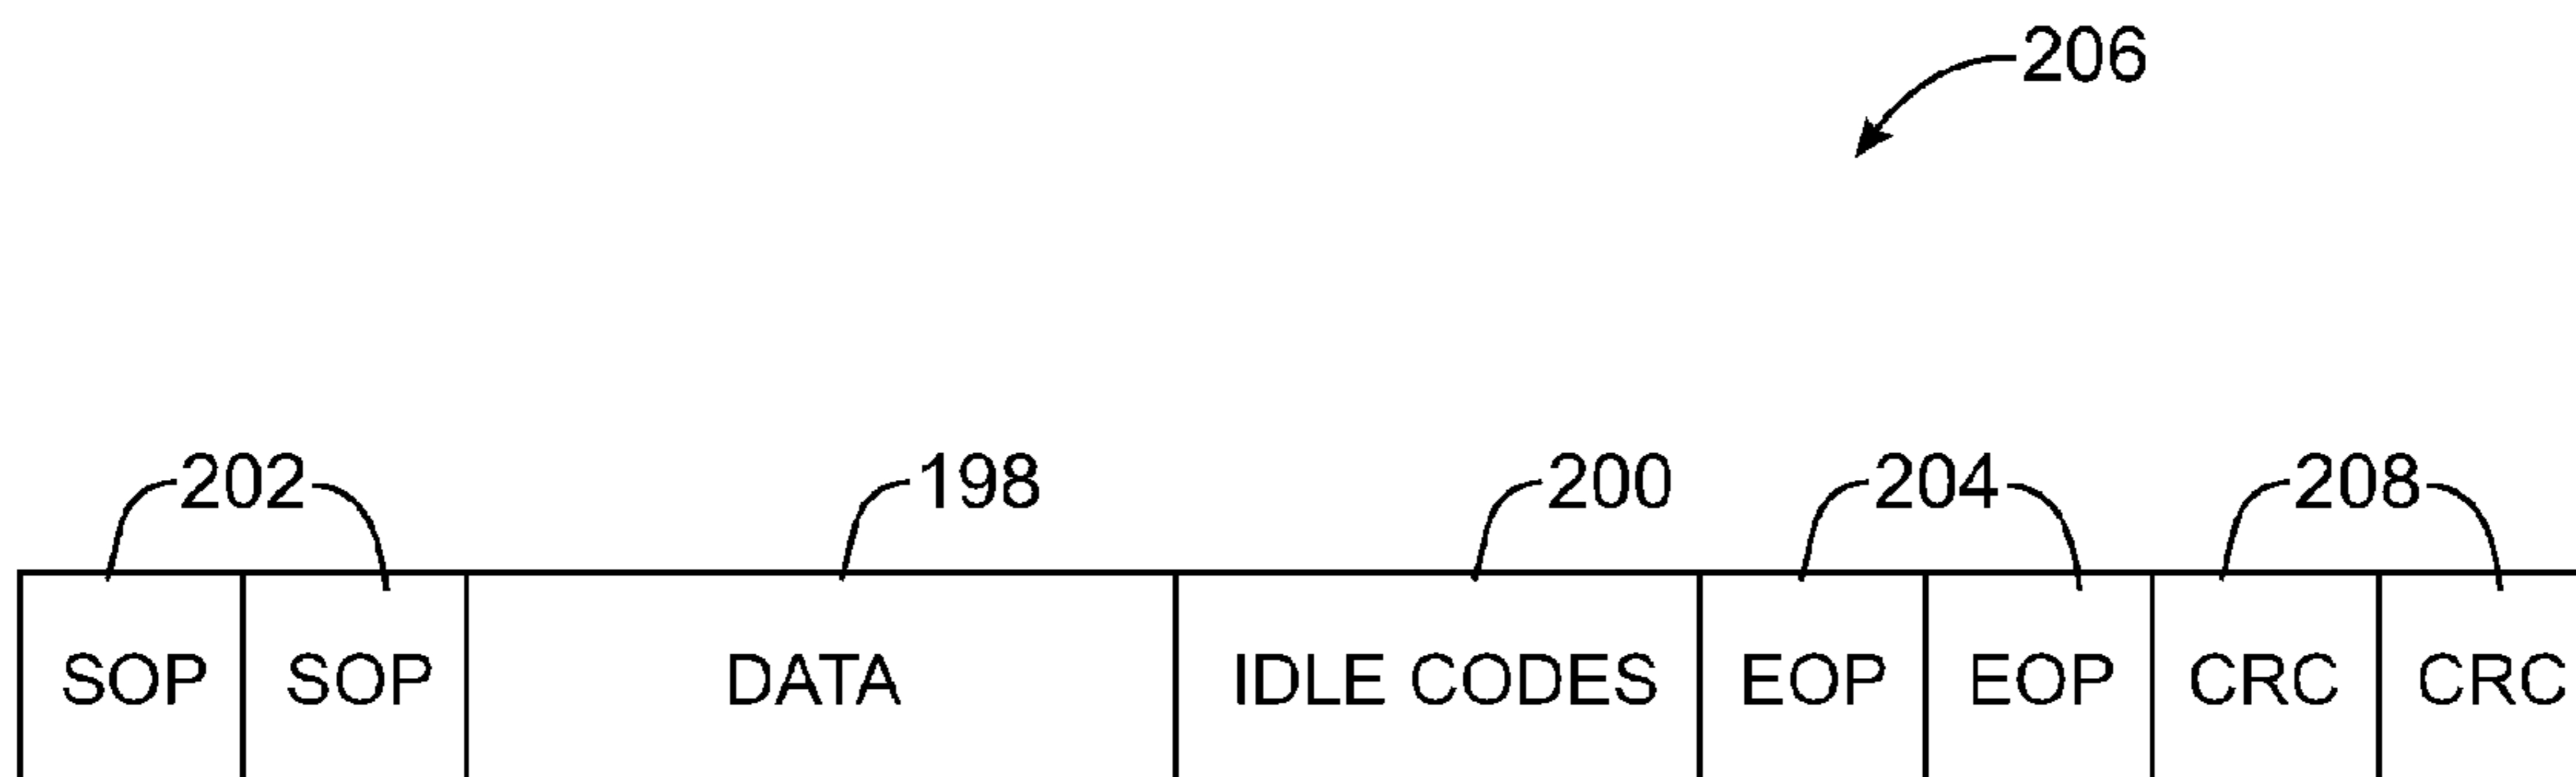 206
202 198 200 204 208
SOP SOP DATA IDLE CODES EOP EOP CRC CRC